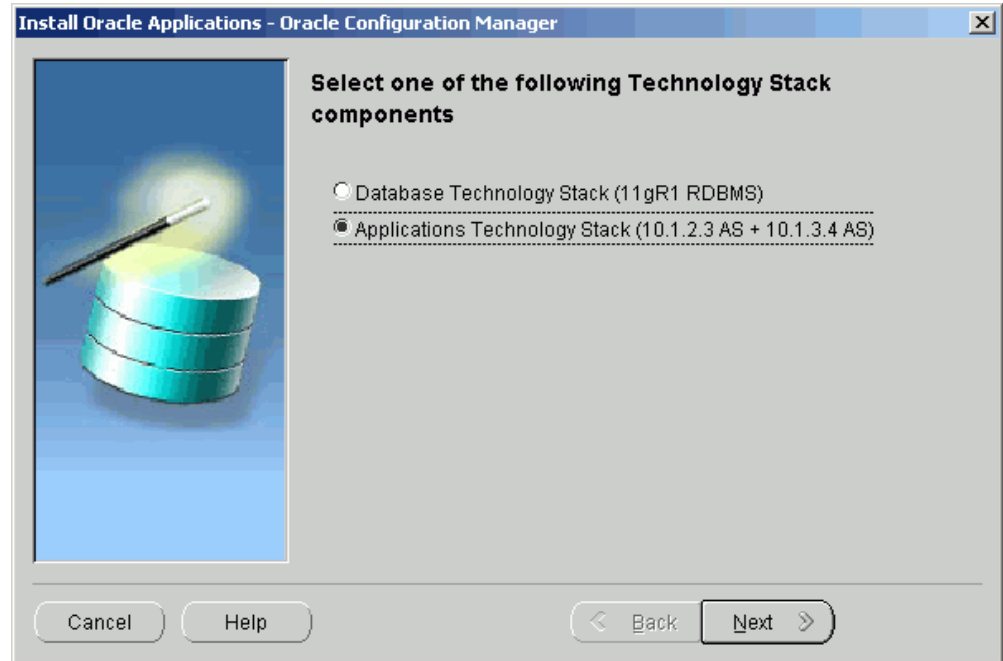 Install Oracle Applications - Oracle Configuration Manager
Select one of the following Technology Stack
components
Database Technology Stack (11gR1 RDBMS)
Applications Technology Stack (10.1.2.3 AS + 10.1.3.4 AS)
Cancel Help Back Next